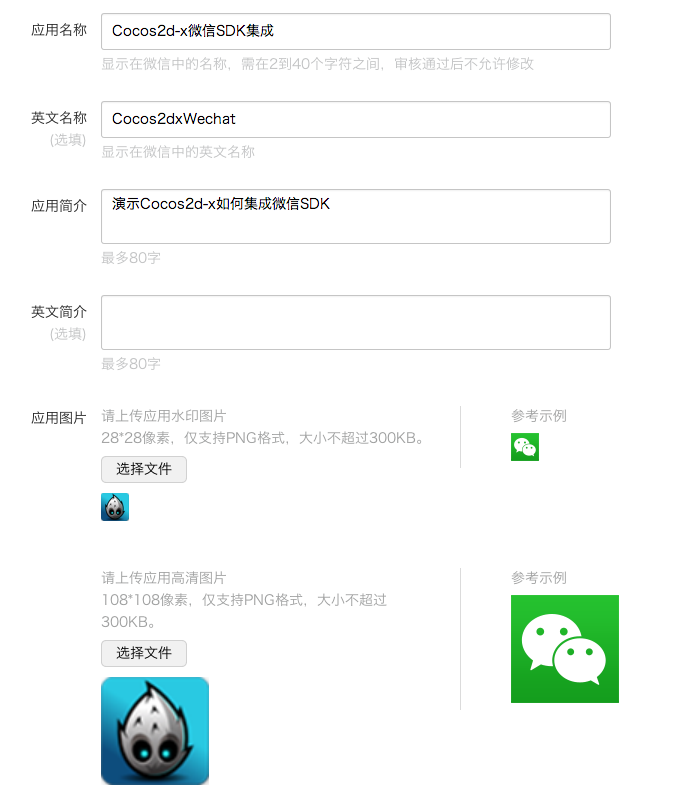 应用名称
Cocos2d-x微信SDK集成
显示在微信中的名称，需在2到40个字符之间，审核通过后不允许修改
英文名称
(选填)
Cocos2dxWechat
显示在微信中的英文名称
应用简介
演示Cocos2d-x如何集成微信SDK
最多80字
英文简介
(选填)
最多80字
应用图片
请上传应用水印图片
28*28像素，仅支持PNG格式，大小不超过300KB。
选择文件
参考示例
请上传应用高清图片
108*108像素，仅支持PNG格式，大小不超过
300KB。
选择文件
参考示例